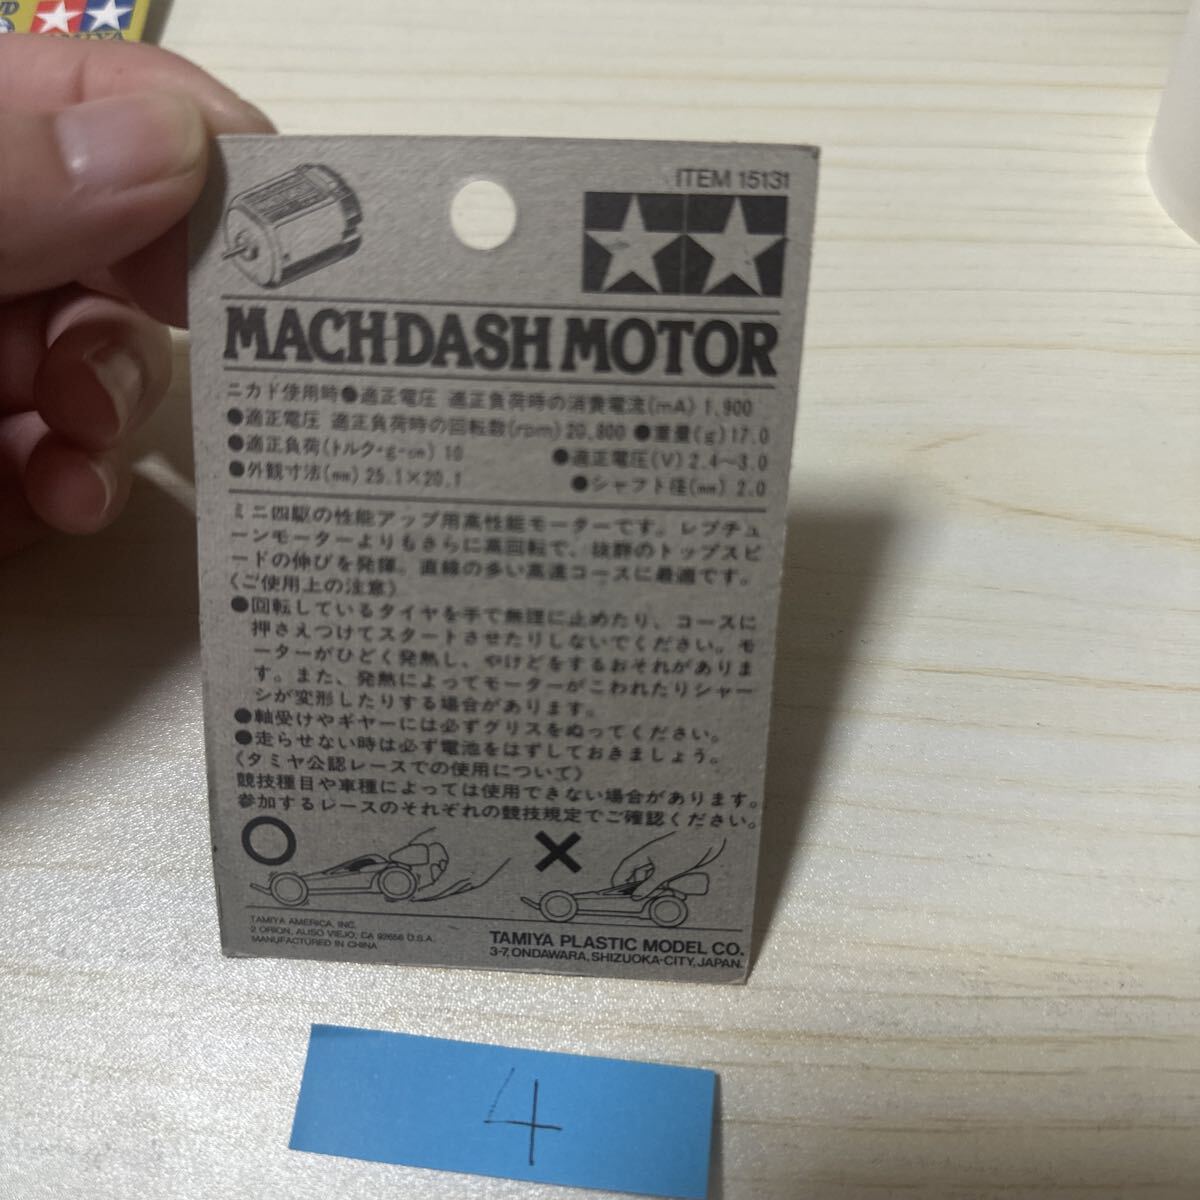 TAMIYA
ITEM 15131
MACH-DASH MOTOR
ニカド使用時●適正電圧 適正負荷時の消費電流(mA) 1,900
●適正電圧 適正負荷時の回転数(rpm) 20,800 ●重量(g) 17.0
●適正負荷(トルク・g-cm) 10 ●適正電圧(V) 2.4〜3.0
●外観寸法(mm) 25.1×20.1 ●シャフト径(mm) 2.0
ミニ四駆の性能アップ用高性能モーターです。レブチュ
ーンモーターよりもさらに高回転で、抜群のトップスピ
ードの伸びを発揮。直線の多い高速コースに最適です。
〈ご使用上の注意〉
●回転しているタイヤを手で無理に止めたり、コースに
押さえつけてスタートさせたりしないでください。モ
ーターがひどく発熱し、やけどをするおそれがありま
す。また、発熱によってモーターがこわれたりシャー
シが変形したりする場合があります。
●軸受けやギヤーには必ずグリスをぬってください。
●走らせない時は必ず電池をはずしておきましょう。
〈タミヤ公認レースでの使用について〉
競技種目や車種によっては使用できない場合があります。
参加するレースのそれぞれの競技規定でご確認ください。
TAMIYA AMERICA, INC.
2 ORION, ALISO VIEJO, CA 92656 U.S.A.
MANUFACTURED IN CHINA
TAMIYA PLASTIC MODEL CO.
3-7, ONDAWARA, SHIZUOKA-CITY, JAPAN.
4